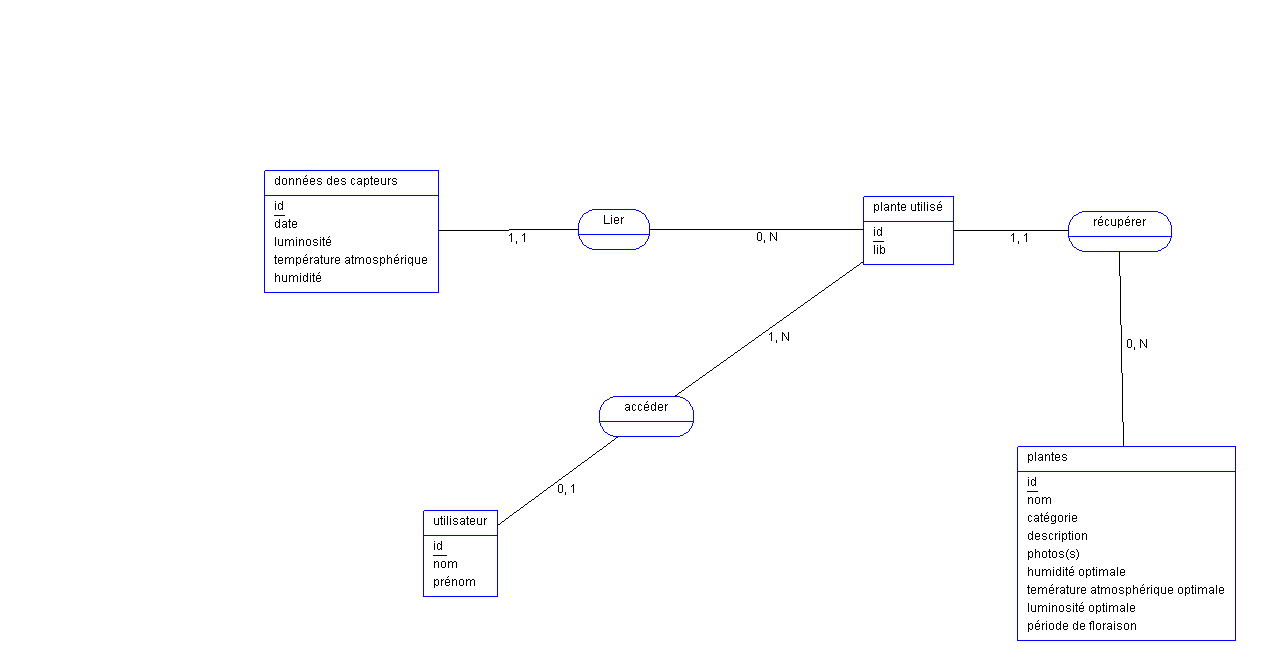 données des capteurs
id
date
luminosité
température atmosphérique
humidité
1, 1
Lier
0, N
plante utilisé
id
lib
1, 1
récupérer
0, N
1, N
accéder
0, 1
utilisateur
id
nom
prénom
plantes
id
nom
catégorie
description
photos(s)
humidité optimale
temérature atmosphérique optimale
luminosité optimale
période de floraison